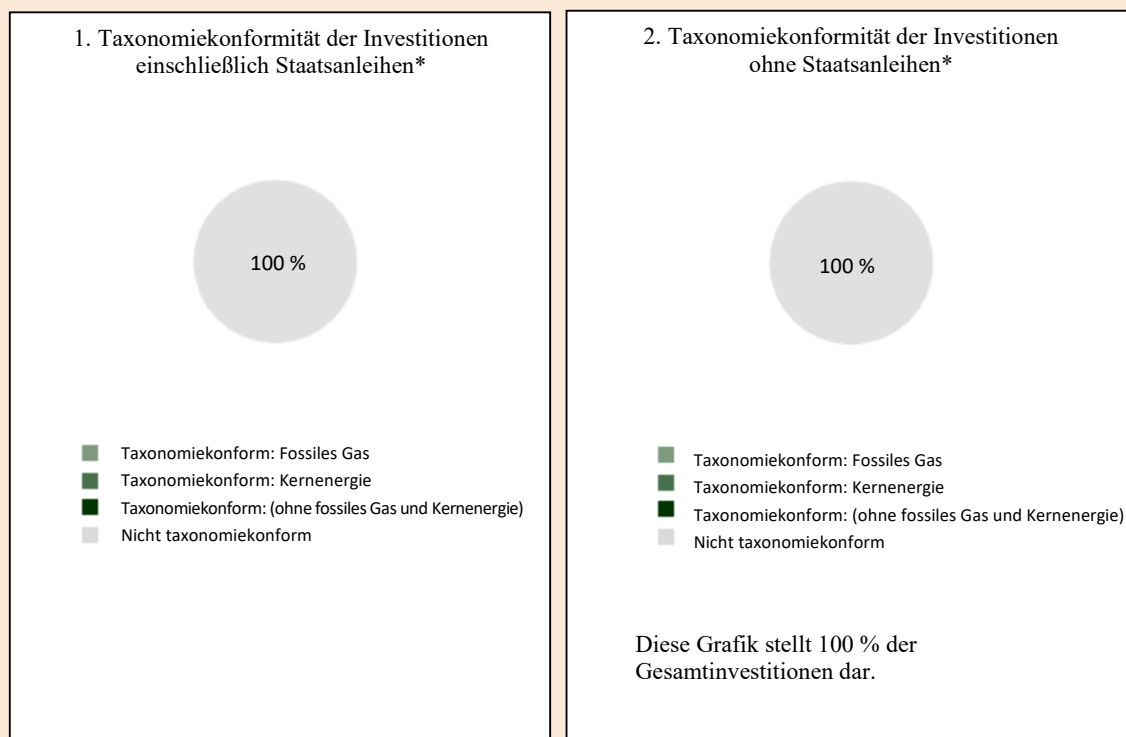 1. Taxonomiekonformität der Investitionen
einschließlich Staatsanleihen*
100 %
Taxonomiekonform: Fossiles Gas
Taxonomiekonform: Kernenergie
Taxonomiekonform: (ohne fossiles Gas und Kernenergie)
Nicht taxonomiekonform
2. Taxonomiekonformität der Investitionen
ohne Staatsanleihen*
100 %
Taxonomiekonform: Fossiles Gas
Taxonomiekonform: Kernenergie
Taxonomiekonform: (ohne fossiles Gas und Kernenergie)
Nicht taxonomiekonform
Diese Grafik stellt 100 % der
Gesamtinvestitionen dar.